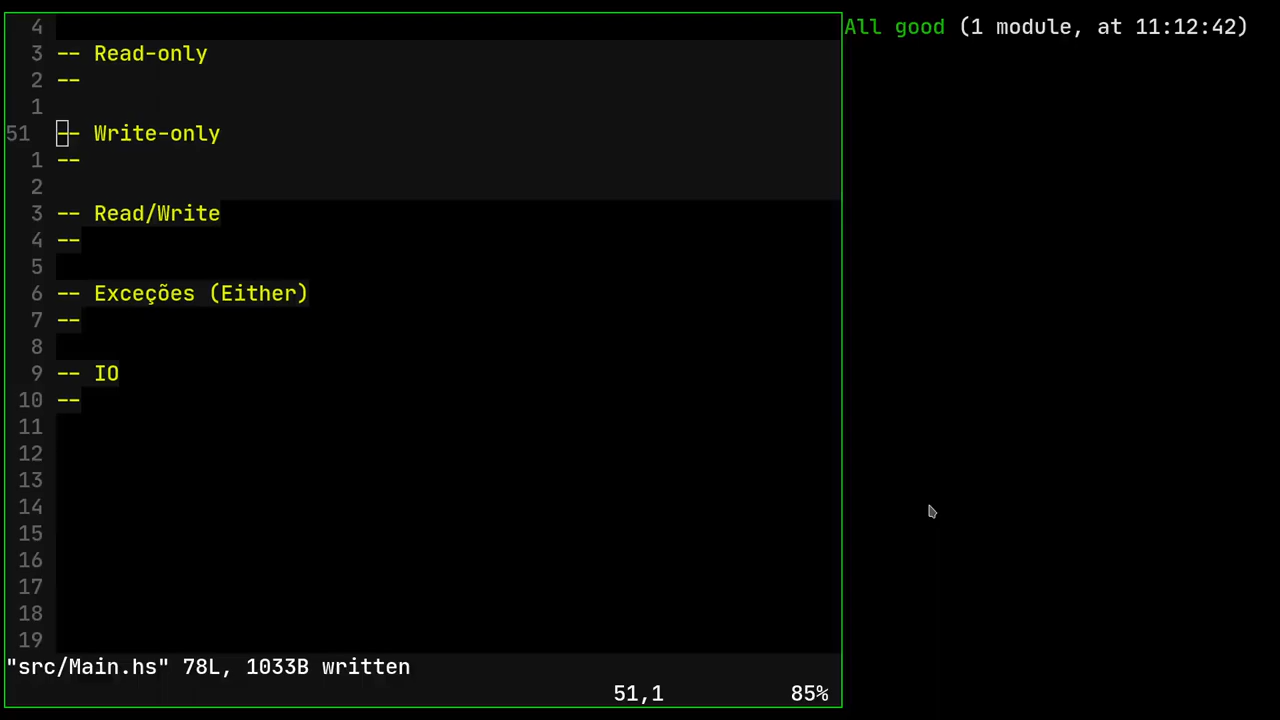 4
3 -- Read-only
2 --
1
51 -- Write-only
1 --
2
3 -- Read/Write
4 --
5
6 -- Exceções (Either)
7 --
8
9 -- IO
10 --
11
12
13
14
15
16
17
18
19
"src/Main.hs" 78L, 1033B written
51,1 85%
All good (1 module, at 11:12:42)